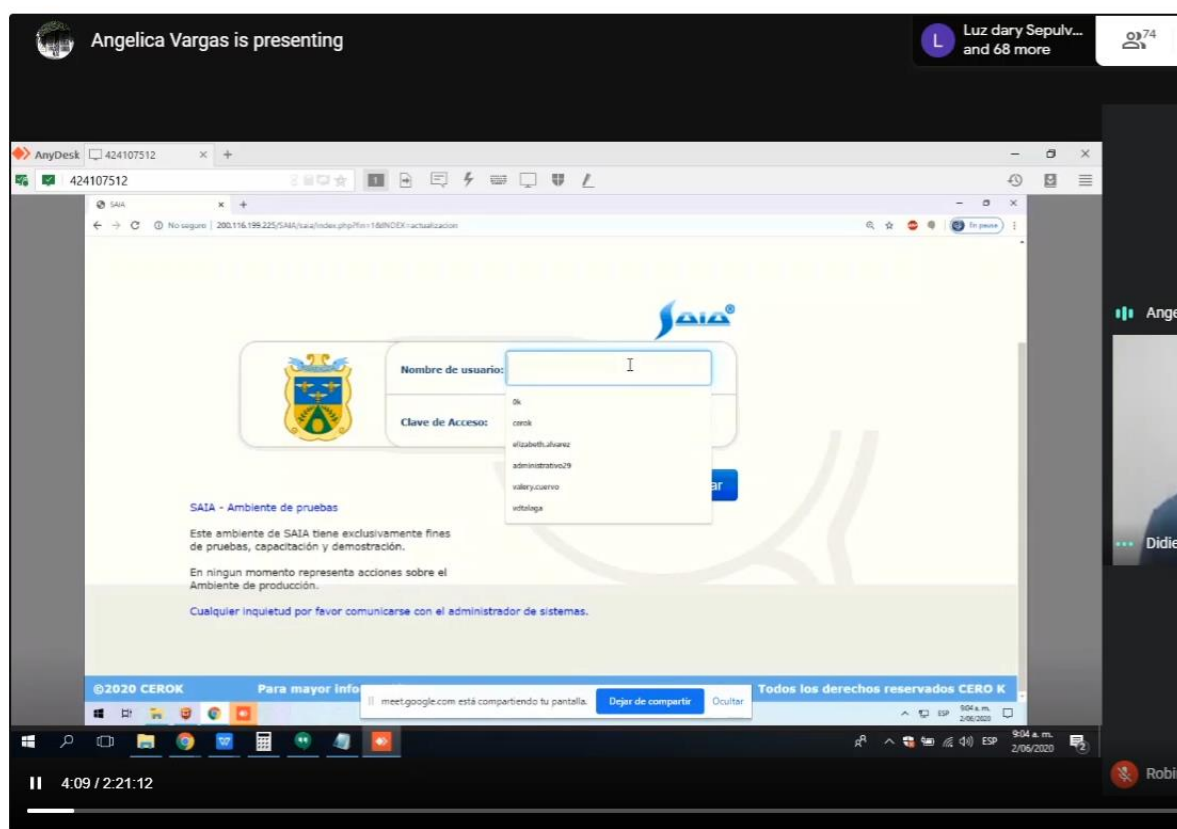 Angelica Vargas is presenting
L
Luz dary Sepulv...
and 68 more
74
AnyDesk
424107512
424107512
1
SAIA
No seguro | 200.116.199.225/SAIA/saia/index.php?fin=1&INDEX=actualizacion
En pausa
Saia®
Nombre de usuario:
Clave de Acceso:
0k
cerok
elizabeth.alvarez
administrativo29
valery.cuervo
vdtalaga
ar
SAIA - Ambiente de pruebas
Este ambiente de SAIA tiene exclusivamente fines
de pruebas, capacitación y demostración.
En ningun momento representa acciones sobre el
Ambiente de producción.
Cualquier inquietud por favor comunicarse con el administrador de sistemas.
©2020 CEROK
Para mayor info
Todos los derechos reservados CERO K
meet.google.com está compartiendo tu pantalla.
Dejar de compartir
Ocultar
ESP
9:04 a. m.
2/06/2020
ESP
9:04 a. m.
2/06/2020
2
Ange
Didie
Robi
4:09 / 2:21:12